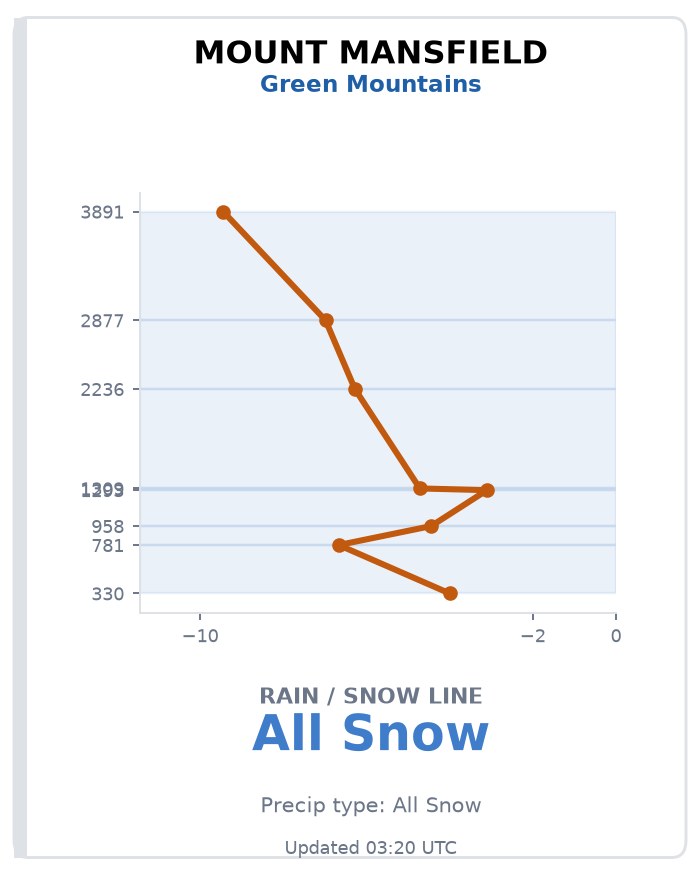 MOUNT MANSFIELD
Green Mountains
3891
2877
2236
958
781
330
−10 −2 0
RAIN / SNOW LINE
All Snow
Precip type: All Snow
Updated 03:20 UTC